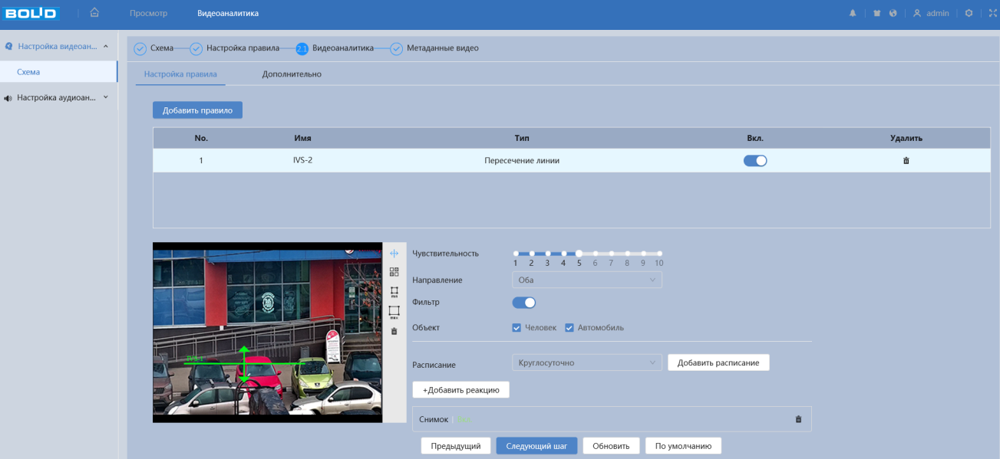 BOLID Просмотр Видеоаналитика admin
Настройка видеоан...
Схема
Настройка аудиоан...
Схема Настройка правила 2.1 Видеоаналитика Метаданные видео
Настройка правила Дополнительно
Добавить правило
No. Имя Тип Вкл. Удалить
1 IVS-2 Пересечение линии
IVS-1
min
max
Чувствительность
1 2 3 4 5 6 7 8 9 10
Направление Оба
Фильтр
Объект Человек Автомобиль
Расписание Круглосуточно Добавить расписание
+Добавить реакцию
Снимок
Предыдущий Следующий шаг Обновить По умолчанию